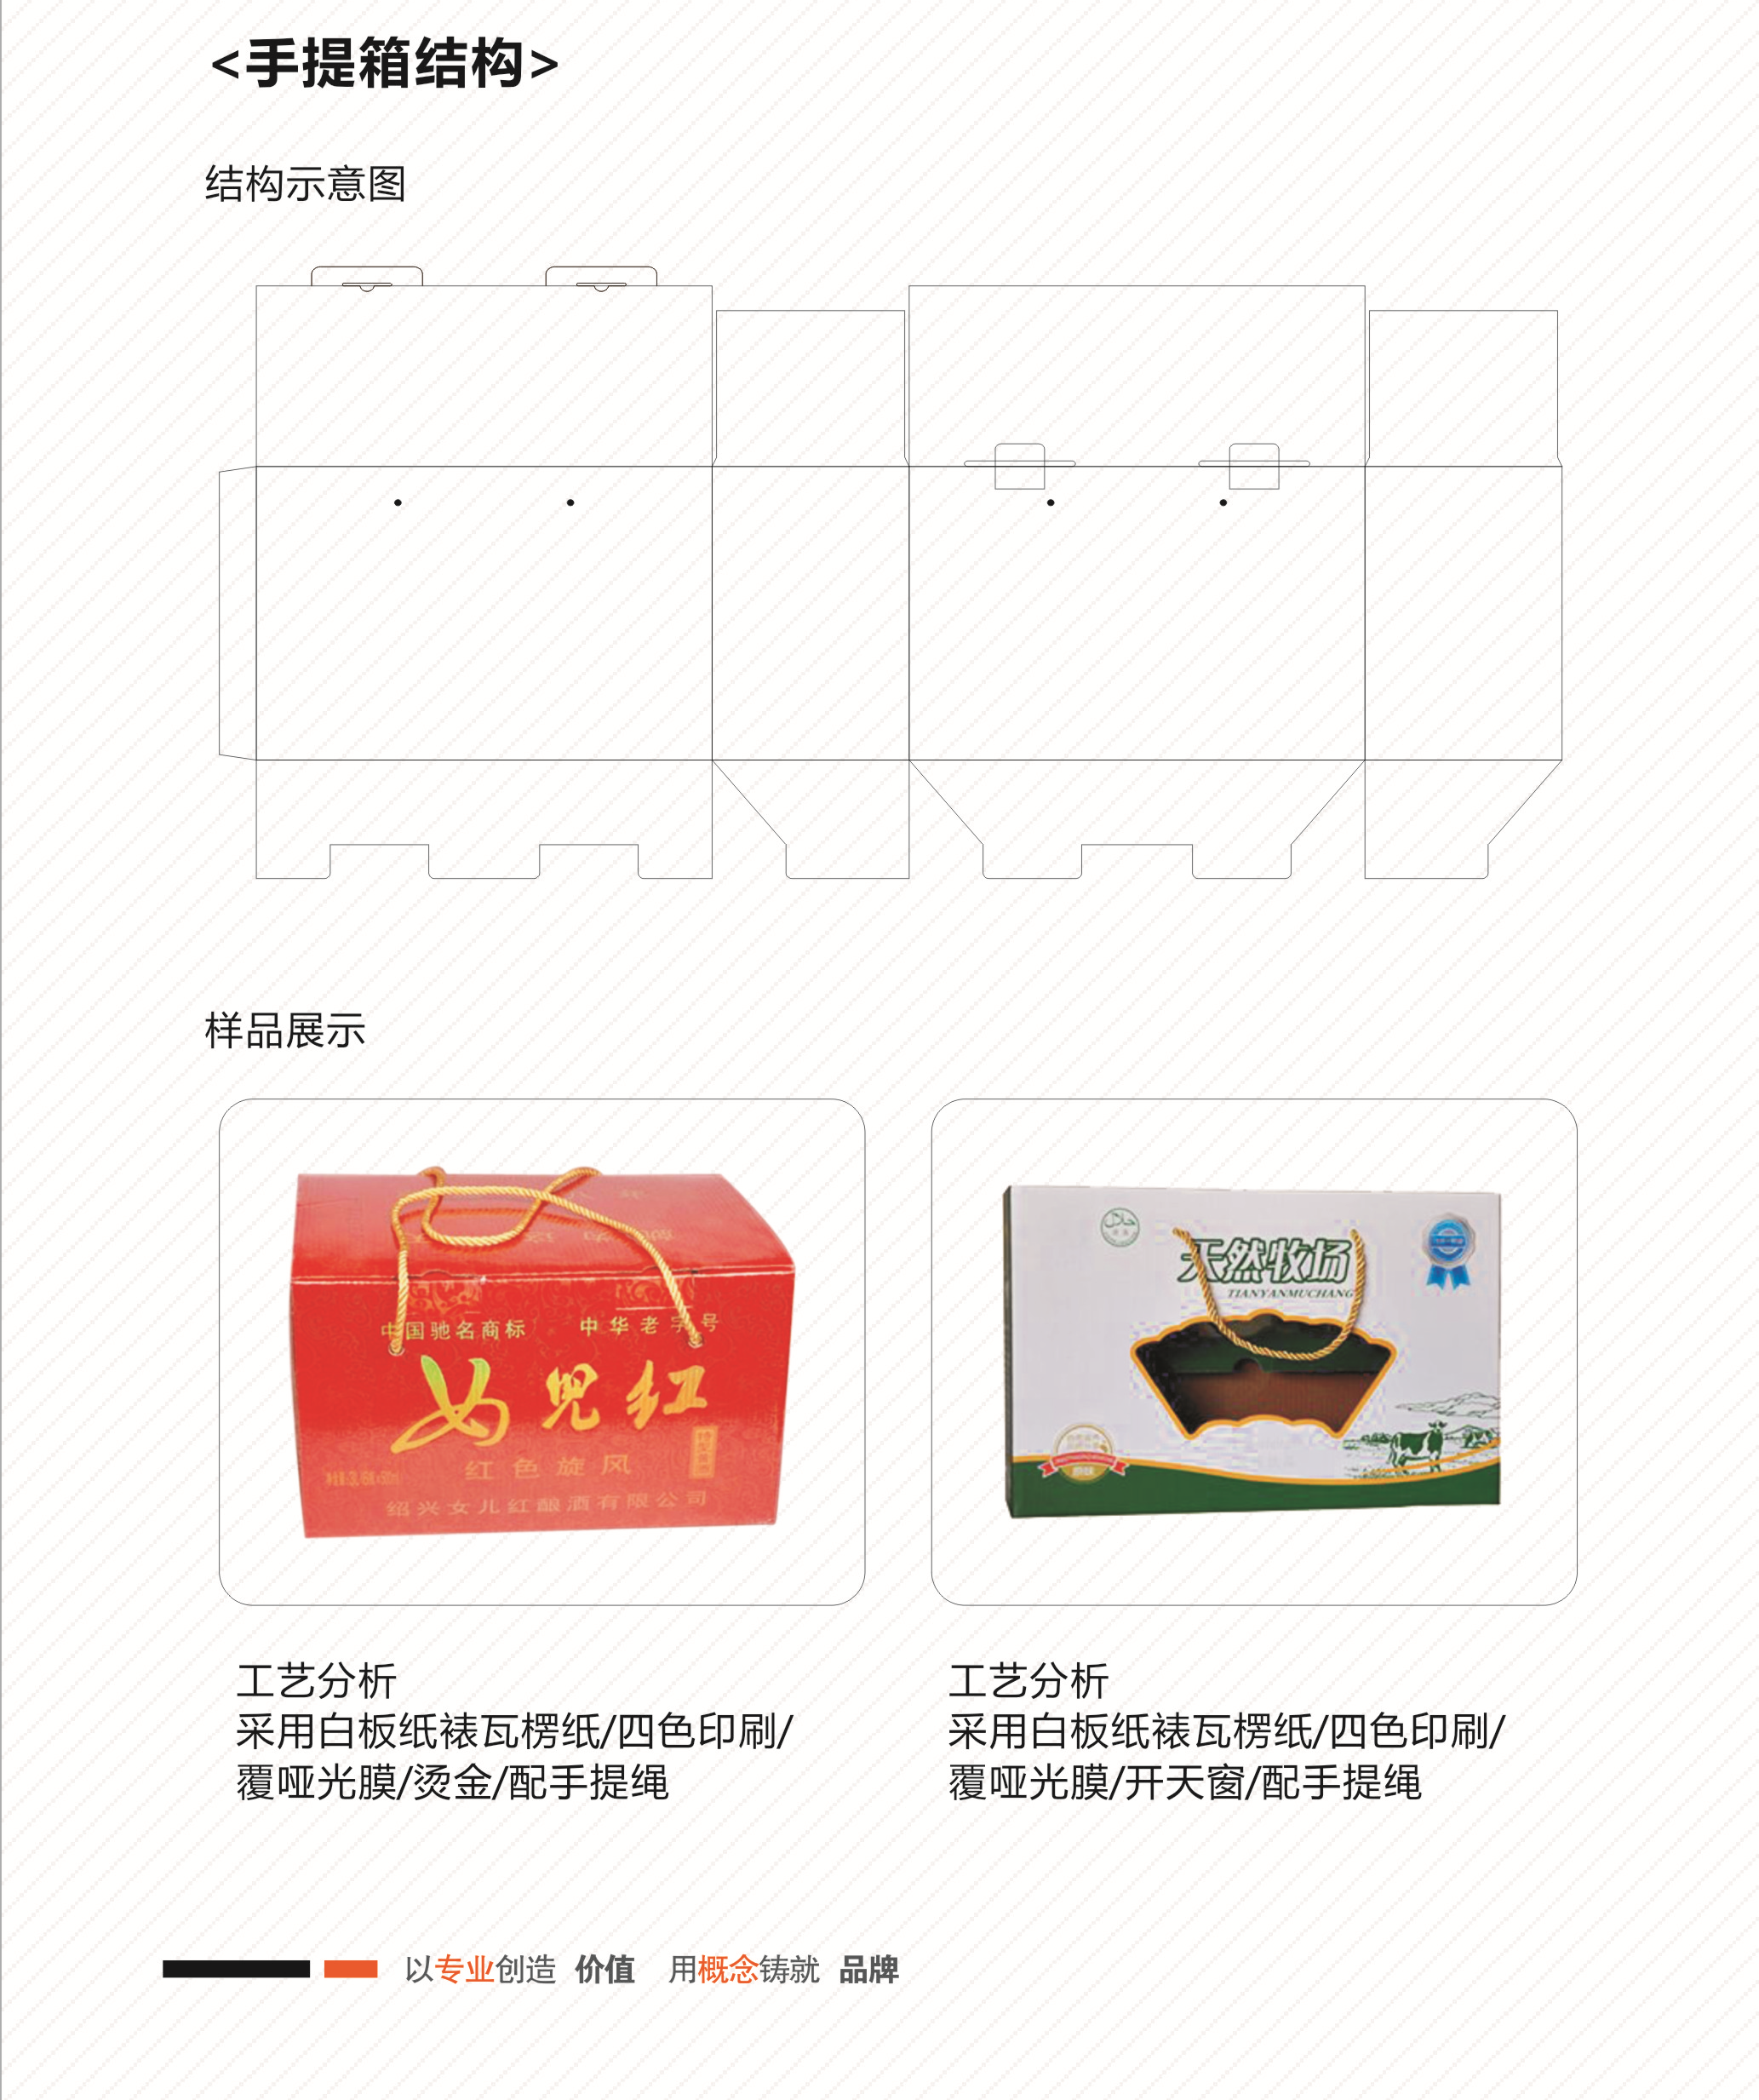 <手提箱结构>
结构示意图
样品展示
中国驰名商标 中华老字号
女兒红
红色旋风
绍兴女儿红酿酒有限公司
天然牧场
TIANYANMUCHANG
工艺分析
采用白板纸裱瓦楞纸/四色印刷/
覆哑光膜/烫金/配手提绳
工艺分析
采用白板纸裱瓦楞纸/四色印刷/
覆哑光膜/开天窗/配手提绳
以专业创造 价值 用概念铸就 品牌